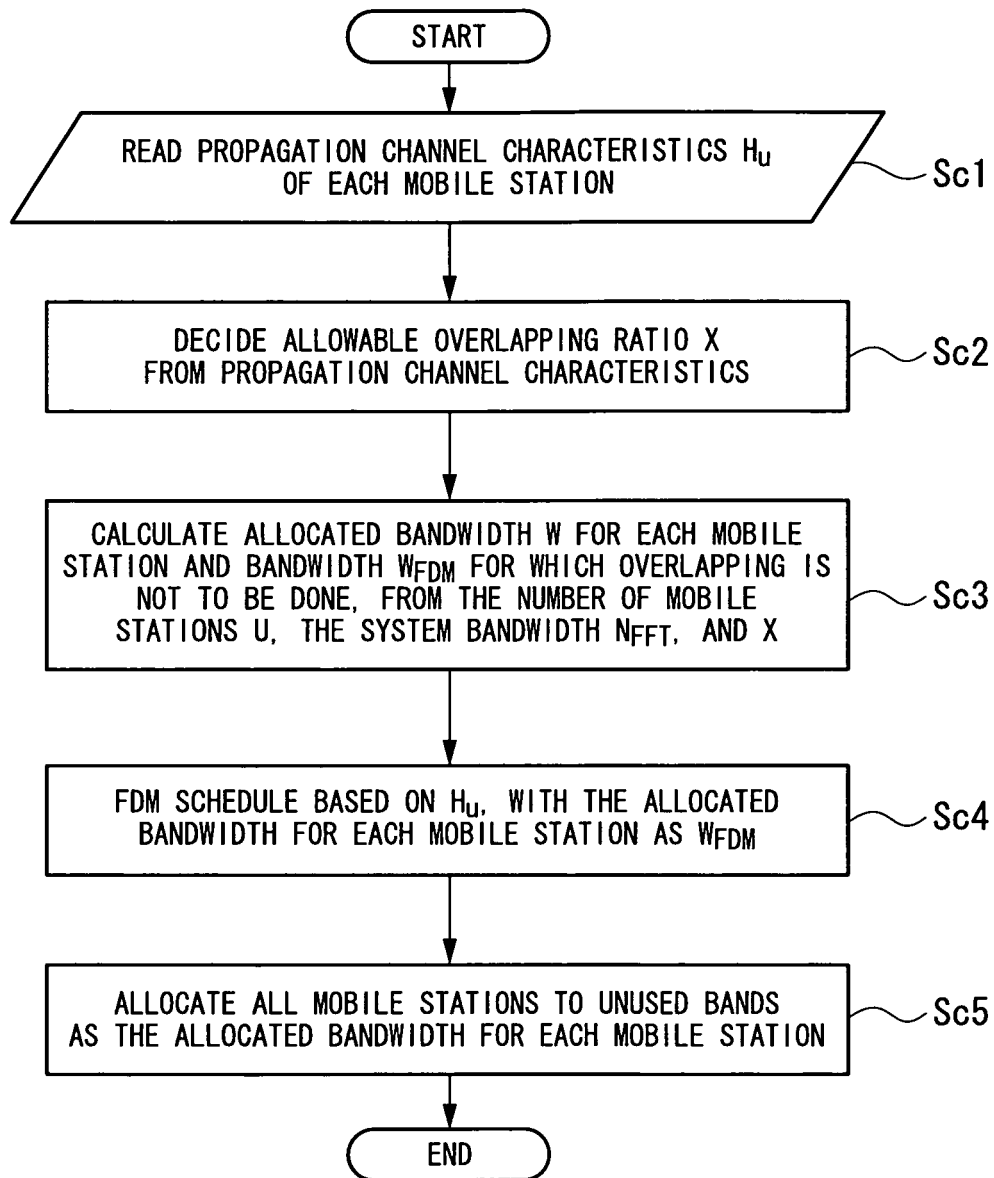 START
READ PROPAGATION CHANNEL CHARACTERISTICS Hu
OF EACH MOBILE STATION
Sc1
DECIDE ALLOWABLE OVERLAPPING RATIO X
FROM PROPAGATION CHANNEL CHARACTERISTICS
Sc2
CALCULATE ALLOCATED BANDWIDTH W FOR EACH MOBILE
STATION AND BANDWIDTH WFDM FOR WHICH OVERLAPPING IS
NOT TO BE DONE, FROM THE NUMBER OF MOBILE
STATIONS U, THE SYSTEM BANDWIDTH NFFT, AND X
Sc3
FDM SCHEDULE BASED ON Hu, WITH THE ALLOCATED
BANDWIDTH FOR EACH MOBILE STATION AS WFDM
Sc4
ALLOCATE ALL MOBILE STATIONS TO UNUSED BANDS
AS THE ALLOCATED BANDWIDTH FOR EACH MOBILE STATION
Sc5
END